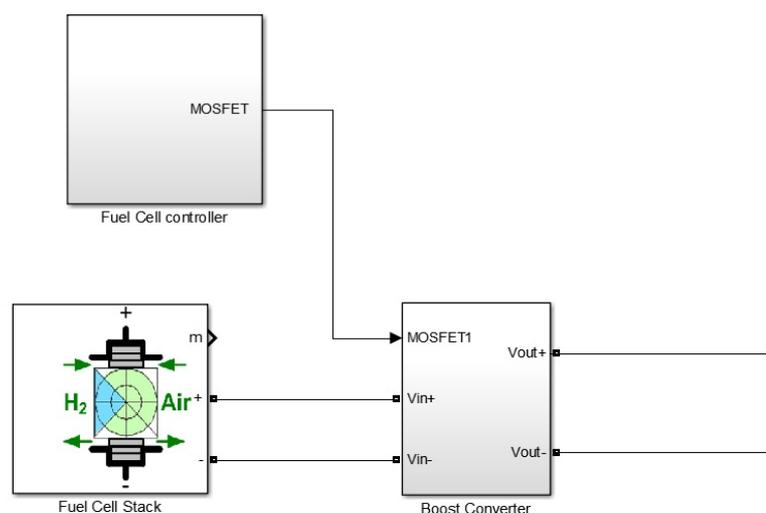 MOSFET
Fuel Cell controller
+
m
MOSFET1
Vout+
H₂ Air
+
Vin+
-
Vin-
Vout-
-
Fuel Cell Stack
Boost Converter